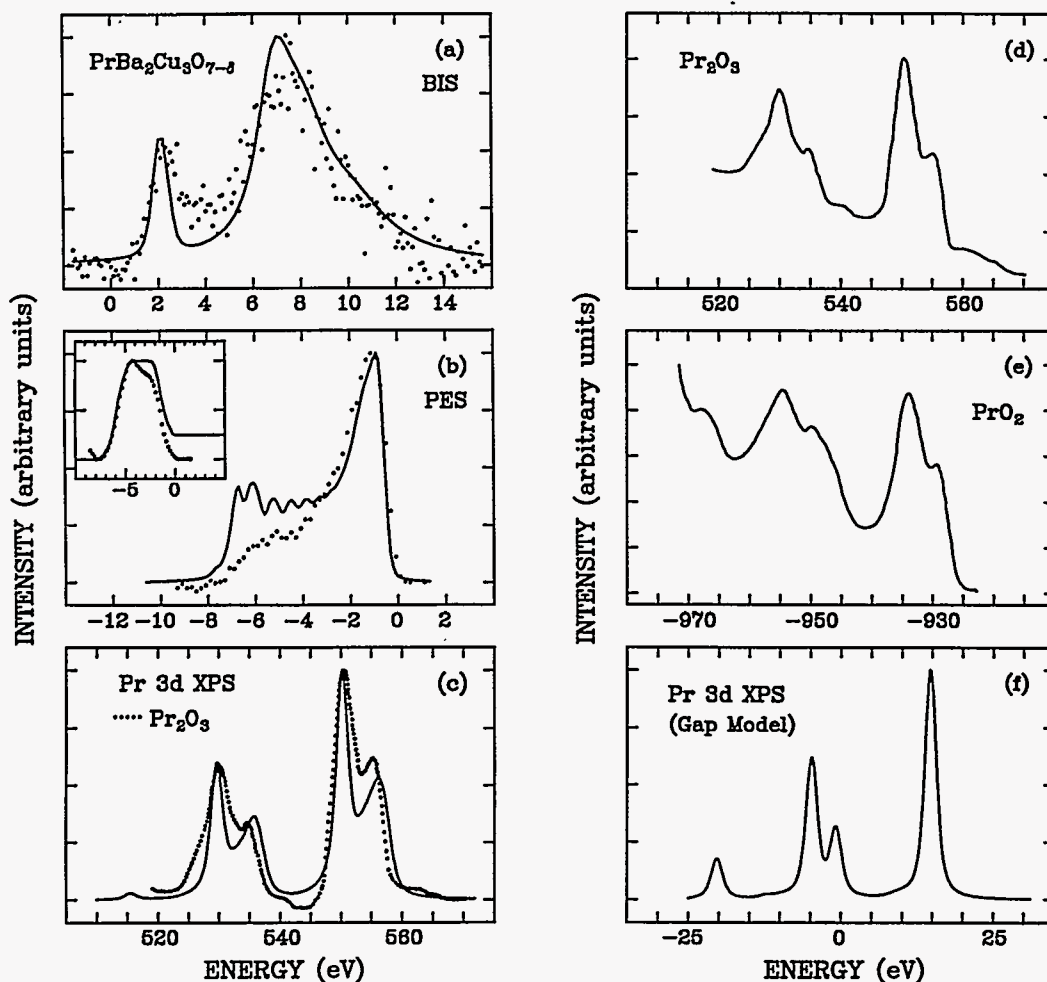 INTENSITY (arbitrary units)
PrBa₂Cu₃O₇₋δ
(a)
BIS
0 2 4 6 8 10 12 14
(b)
PES
-5 0
-12 -10 -8 -6 -4 -2 0 2
Pr 3d XPS
(c)
Pr₂O₃
520 540 560
ENERGY (eV)
INTENSITY (arbitrary units)
Pr₂O₃
(d)
520 540 560
(e)
PrO₂
-970 -950 -930
Pr 3d XPS
(Gap Model)
(f)
-25 0 25
ENERGY (eV)